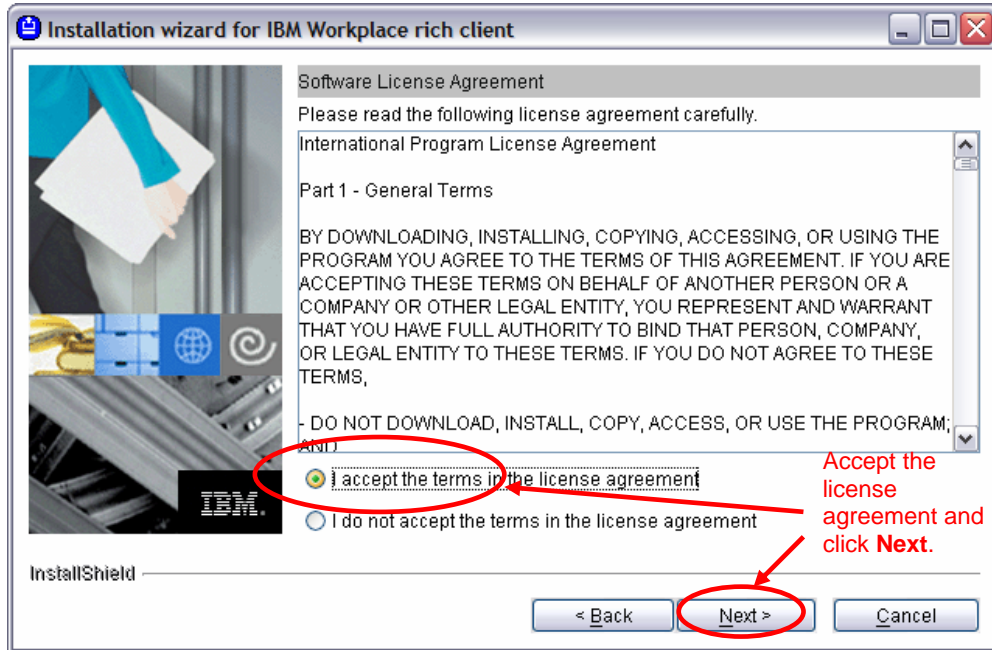 Installation wizard for IBM Workplace rich client
Software License Agreement
Please read the following license agreement carefully.
International Program License Agreement
Part 1 - General Terms
BY DOWNLOADING, INSTALLING, COPYING, ACCESSING, OR USING THE
PROGRAM YOU AGREE TO THE TERMS OF THIS AGREEMENT. IF YOU ARE
ACCEPTING THESE TERMS ON BEHALF OF ANOTHER PERSON OR A
COMPANY OR OTHER LEGAL ENTITY, YOU REPRESENT AND WARRANT
THAT YOU HAVE FULL AUTHORITY TO BIND THAT PERSON, COMPANY,
OR LEGAL ENTITY TO THESE TERMS. IF YOU DO NOT AGREE TO THESE
TERMS,
- DO NOT DOWNLOAD, INSTALL, COPY, ACCESS, OR USE THE PROGRAM;
AND
I accept the terms in the license agreement
I do not accept the terms in the license agreement
Accept the
license
agreement and
click Next.
IBM.
InstallShield
< Back
Next >
Cancel